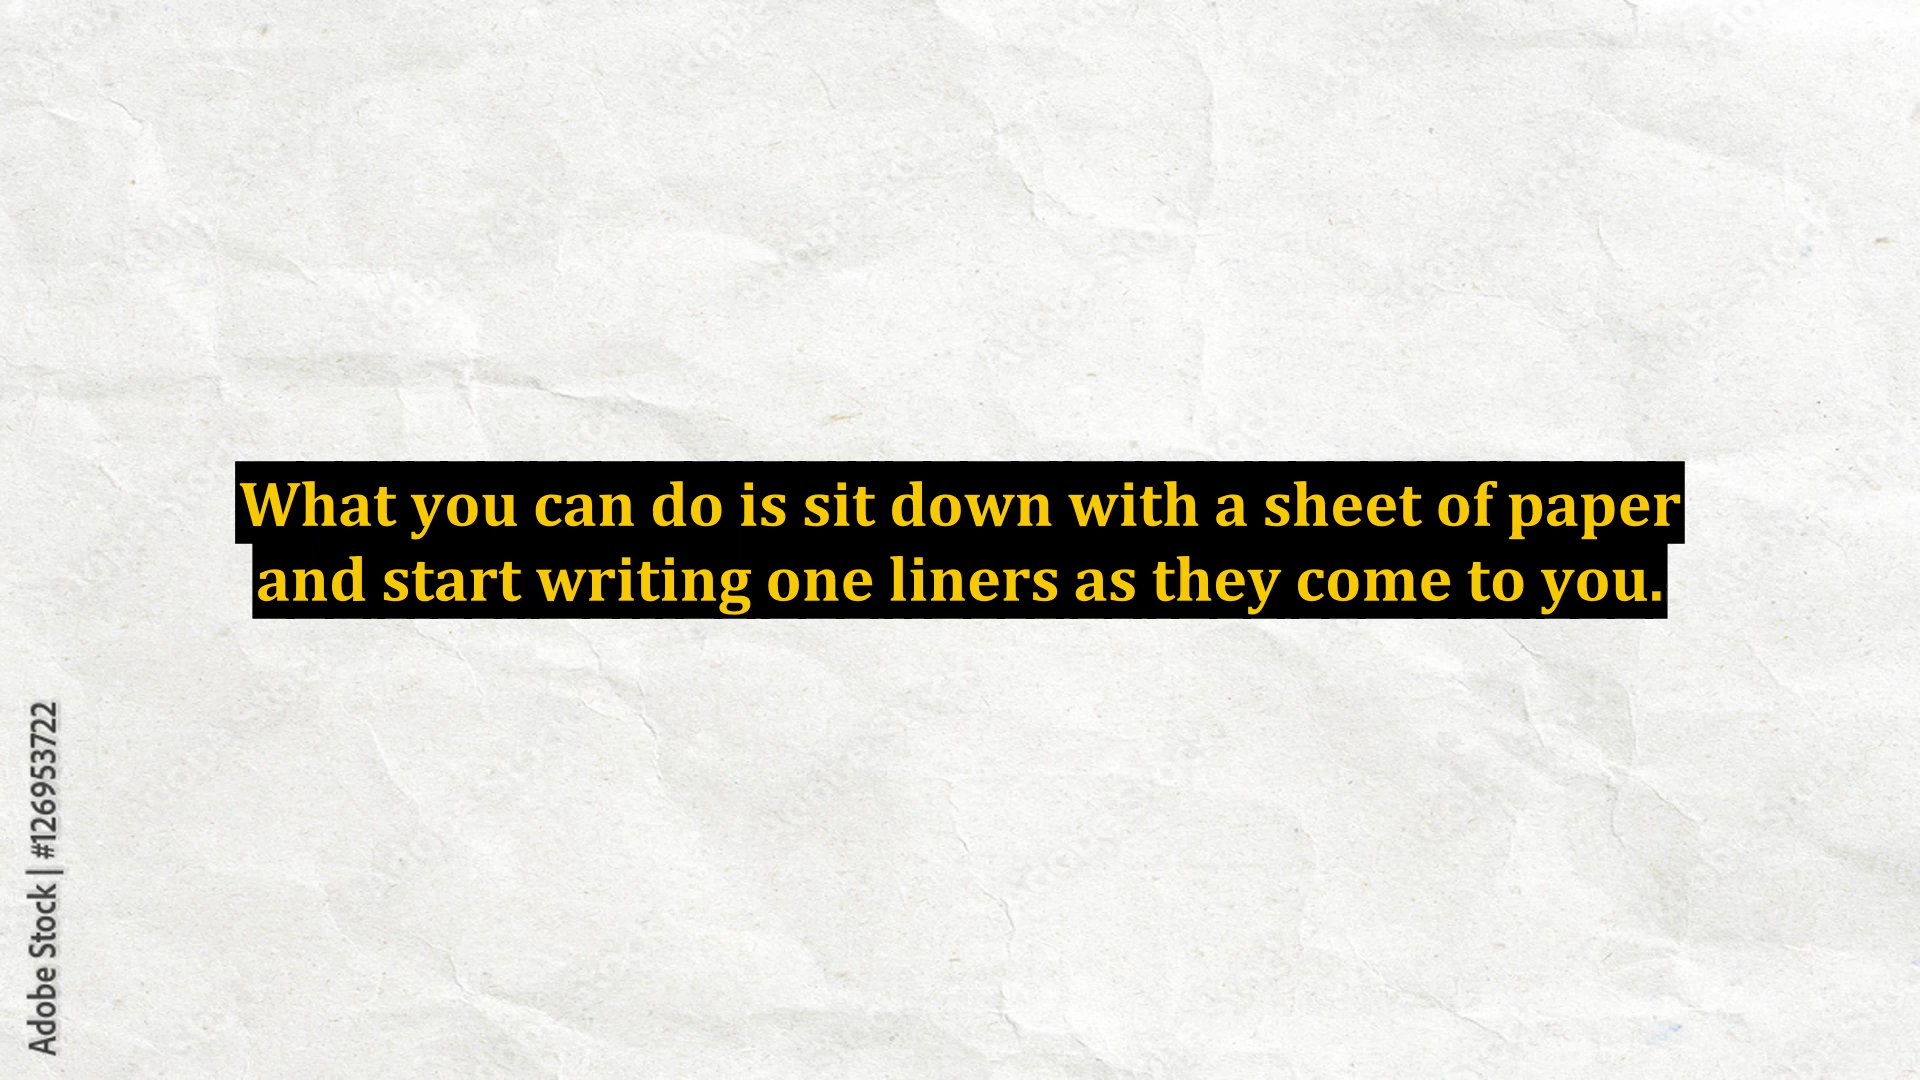 What you can do is sit down with a sheet of paper
and start writing one liners as they come to you.
Adobe Stock | #126953722